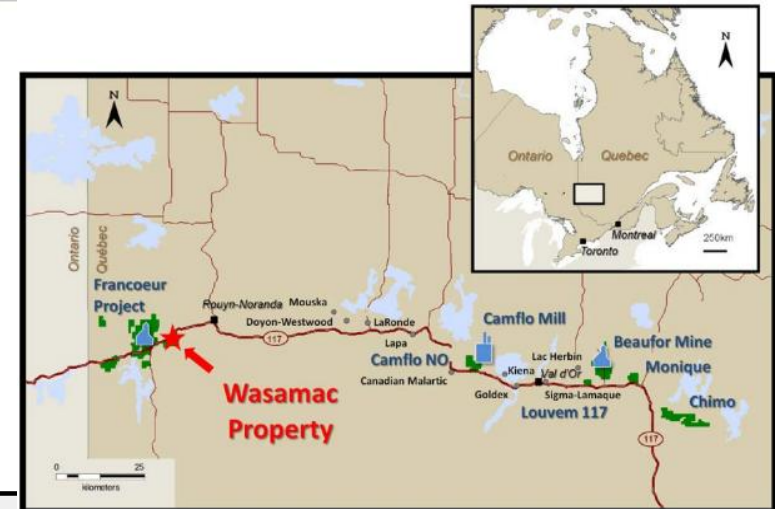 N
Ontario
Quebec
Montreal
Toronto
250km
N
Ontario
Québec
Francoeur
Project
Rouyn-Noranda
Mouska
Doyon-Westwood
LaRonde
Lapa
117
Camflo NO
Canadian Malartic
Camflo Mill
Lac Herbin
Kiena
Val d'Or
Goldex
Sigma-Lamaque
Louvem 117
Beaufor Mine
Monique
Chimo
117
Wasamac
Property
0
25
kilometers